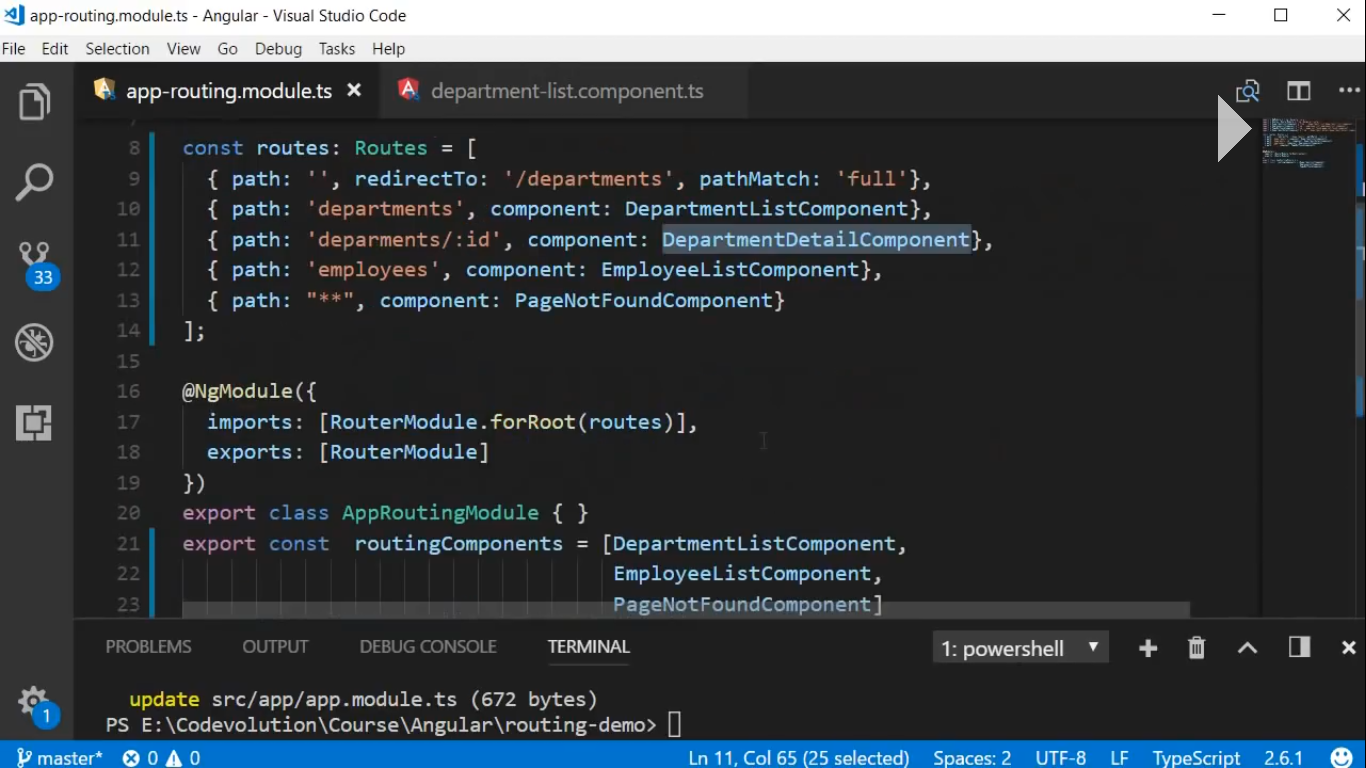 app-routing.module.ts - Angular - Visual Studio Code
File Edit Selection View Go Debug Tasks Help
app-routing.module.ts department-list.component.ts
8 const routes: Routes = [
9 { path: '', redirectTo: '/departments', pathMatch: 'full'},
10 { path: 'departments', component: DepartmentListComponent},
11 { path: 'deparments/:id', component: DepartmentDetailComponent},
12 { path: 'employees', component: EmployeeListComponent},
13 { path: "**", component: PageNotFoundComponent}
14 ];
15
16 @NgModule({
17 imports: [RouterModule.forRoot(routes)],
18 exports: [RouterModule]
19 })
20 export class AppRoutingModule { }
21 export const routingComponents = [DepartmentListComponent,
22 EmployeeListComponent,
23 PageNotFoundComponent]
33
PROBLEMS OUTPUT DEBUG CONSOLE TERMINAL 1: powershell
update src/app/app.module.ts (672 bytes)
PS E:\Codevolution\Course\Angular\routing-demo>
1
master* 0 0 Ln 11, Col 65 (25 selected) Spaces: 2 UTF-8 LF TypeScript 2.6.1